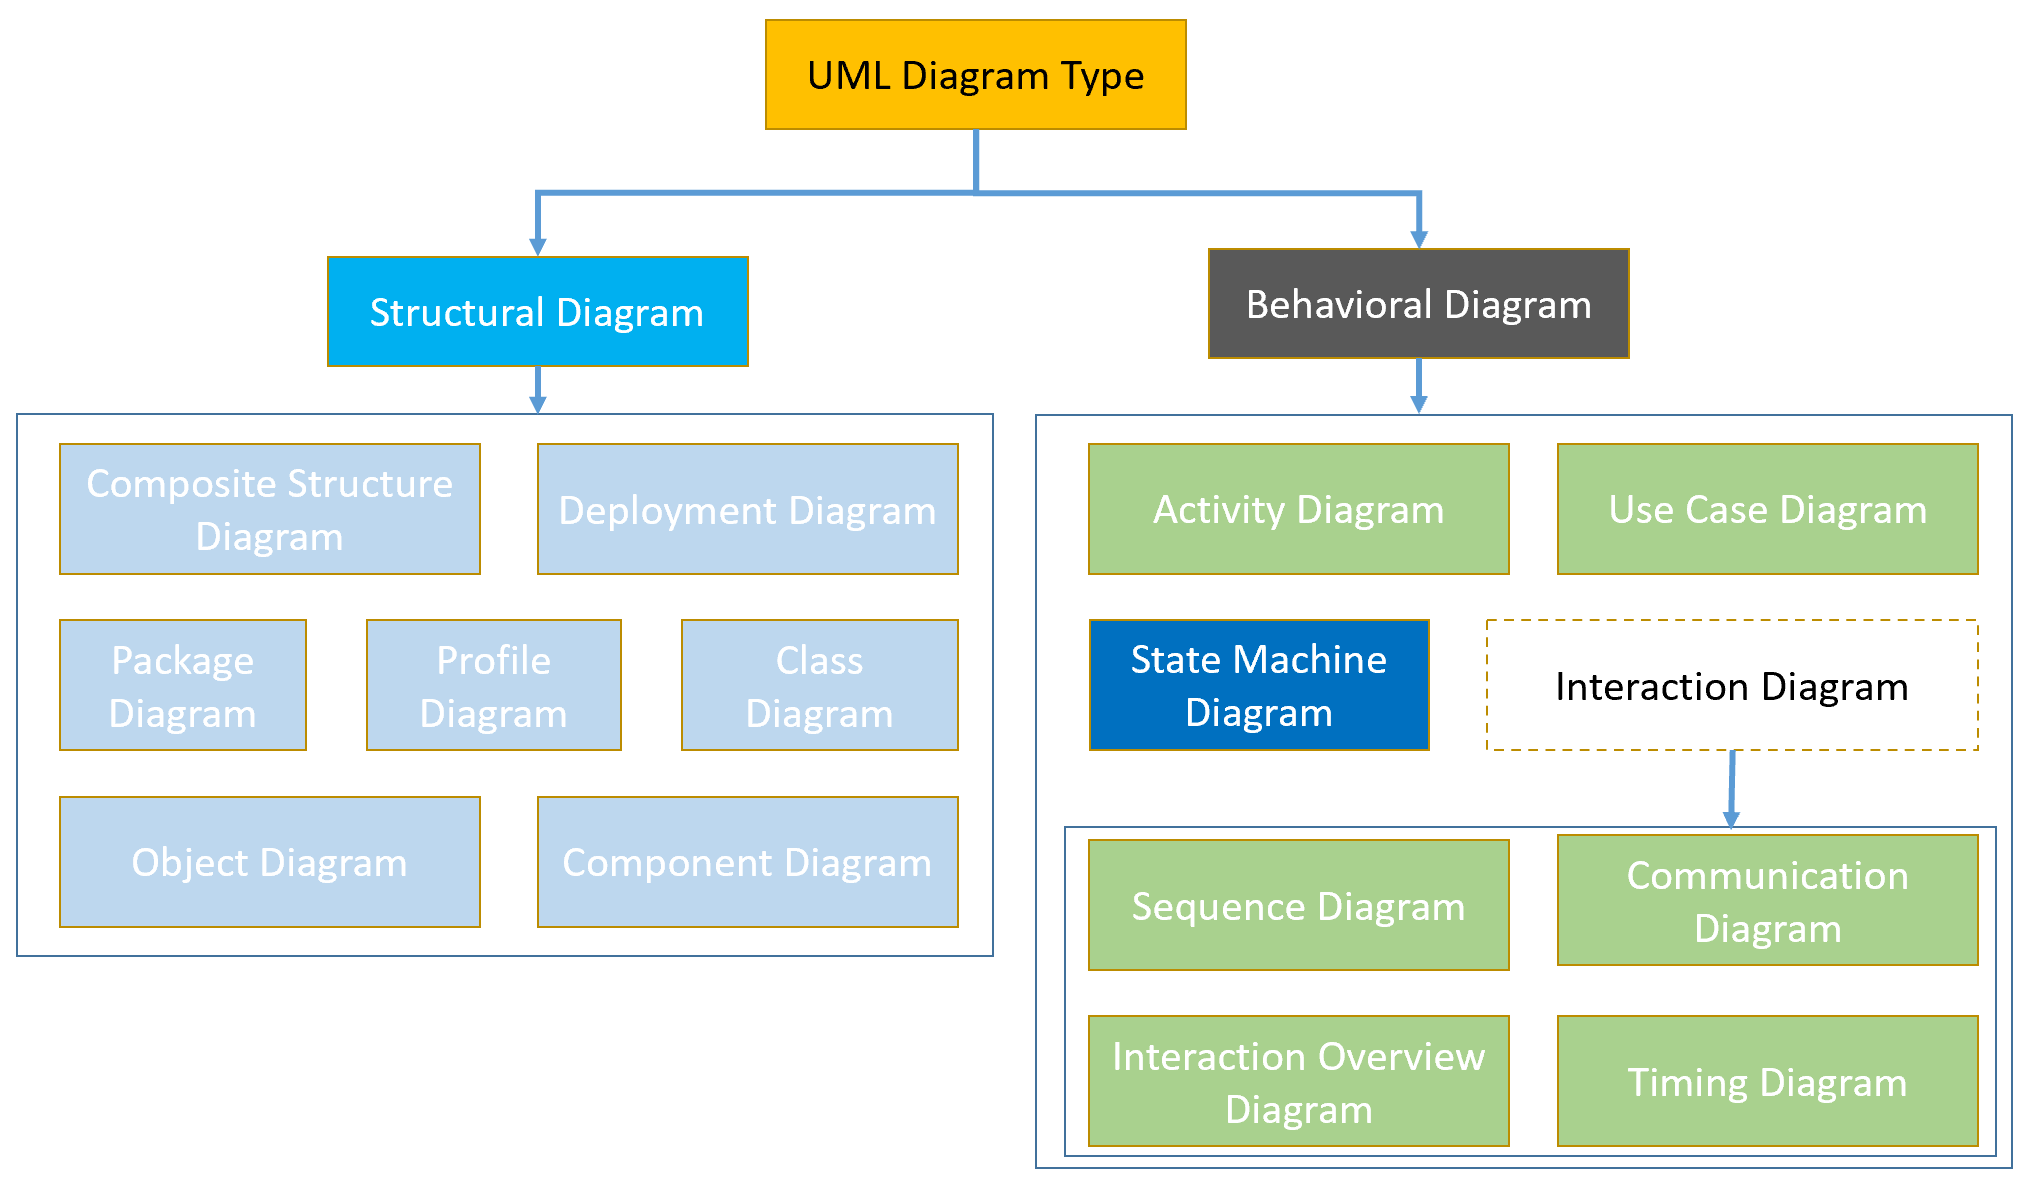 UML Diagram Type
Structural Diagram
Behavioral Diagram
Composite Structure
Diagram
Deployment Diagram
Package
Diagram
Profile
Diagram
Class
Diagram
Object Diagram
Component Diagram
Activity Diagram
Use Case Diagram
State Machine
Diagram
Interaction Diagram
Sequence Diagram
Communication
Diagram
Interaction Overview
Diagram
Timing Diagram